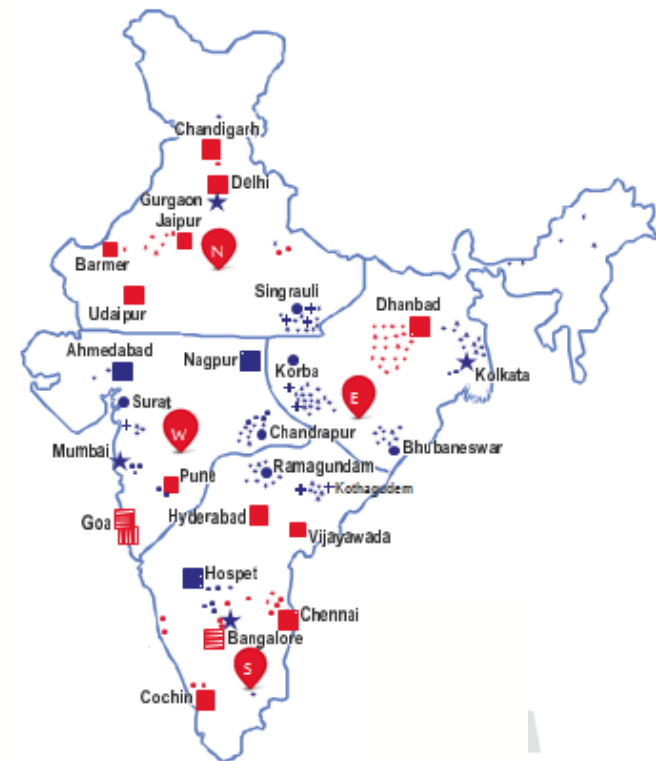 Chandigarh
Delhi
Gurgaon
Jaipur
N
Barmer
Singrauli
Udaipur
Dhanbad
Ahmedabad
Nagpur
Korba
Kolkata
Surat
E
W
Chandrapur
Mumbai
Bhubaneswar
Ramagundam
Pune
Kothagudem
Goa
Hyderabad
Vijayawada
Hospet
Chennai
Bangalore
S
Cochin